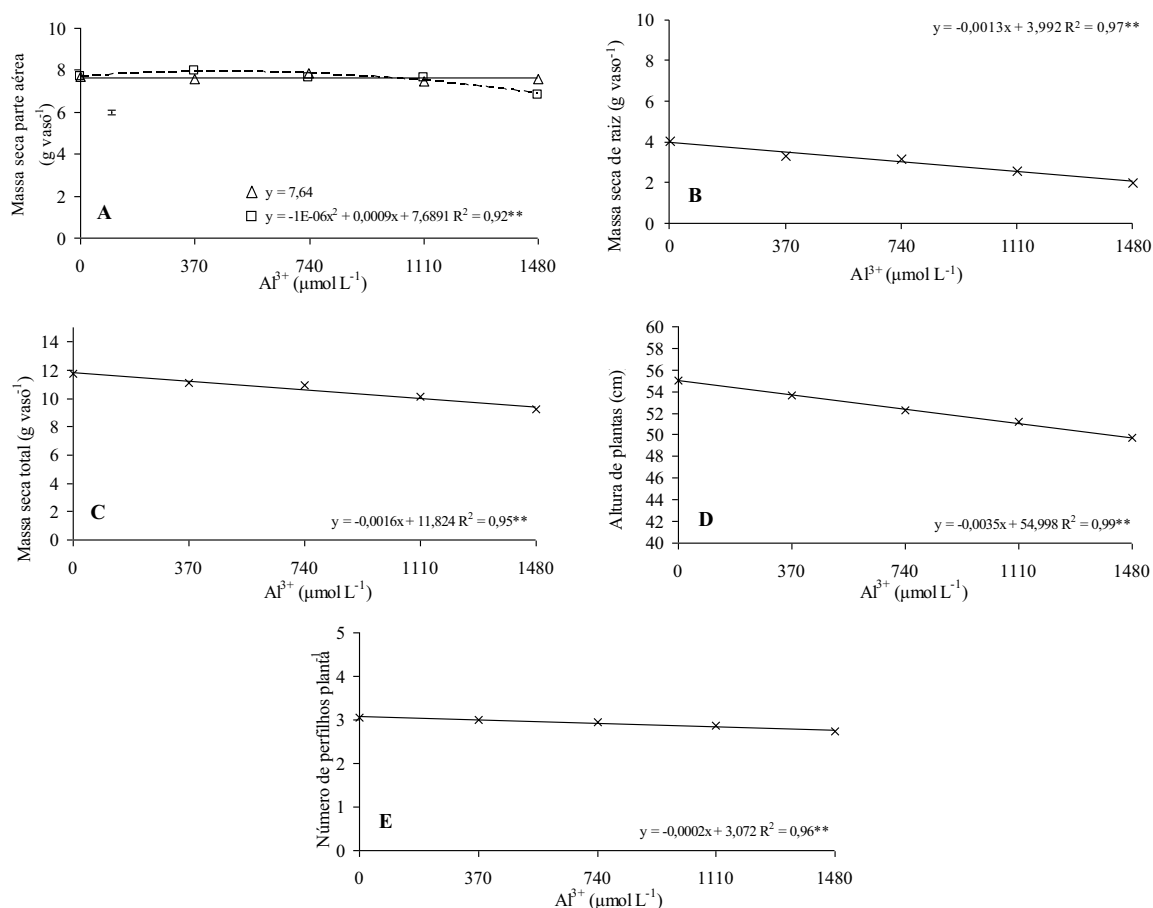 Massa seca parte aérea
(g vaso-1)
10
8
6
4
2
0
y = 7,64
y = -1E-06x2 + 0,0009x + 7,6891 R2 = 0,92**
A
0 370 740 1110 1480
Al3+ (μmol L-1)
y = -0,0013x + 3,992 R2 = 0,97**
Massa seca de raiz (g vaso-1)
10
8
6
4
2
0
B
0 370 740 1110 1480
Al3+ (μmol L-1)
Massa seca total (g vaso-1)
14
12
10
8
6
4
2
0
C
y = -0,0016x + 11,824 R2 = 0,95**
0 370 740 1110 1480
Al3+ (μmol L-1)
Altura de plantas (cm)
60
58
56
54
52
50
48
46
44
42
40
D
y = -0,0035x + 54,998 R2 = 0,99**
0 370 740 1110 1480
Al3+ (μmol L-1)
Número de perfilhos planta-1
5
4
3
2
1
0
E
y = -0,0002x + 3,072 R2 = 0,96**
0 370 740 1110 1480
Al3+ (μmol L-1)